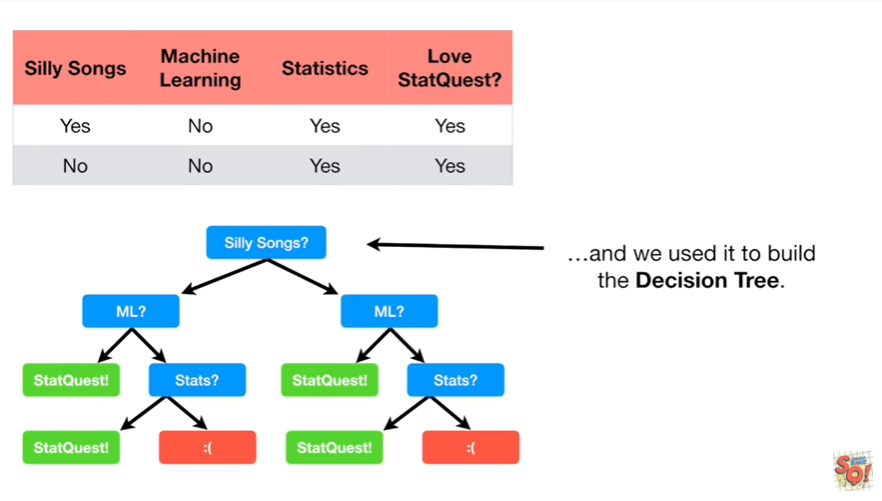 Silly Songs Machine Learning Statistics Love StatQuest?
Yes No Yes Yes
No No Yes Yes
Silly Songs?
…and we used it to build
the Decision Tree.
ML? ML?
StatQuest! Stats? StatQuest! Stats?
StatQuest! :( StatQuest! :(
SQ!